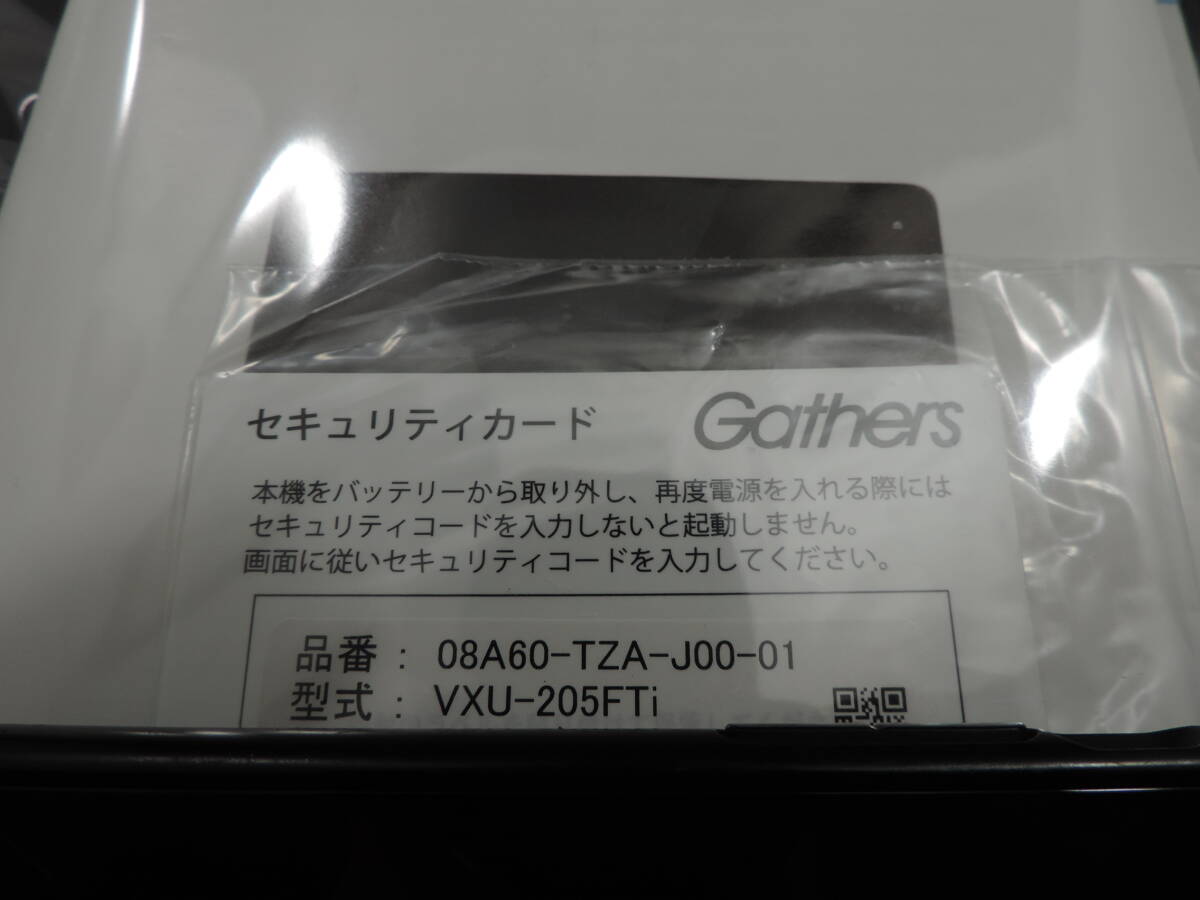 セキュリティカード Gathers
本機をバッテリーから取り外し、再度電源を入れる際には
セキュリティコードを入力しないと起動しません。
画面に従いセキュリティコードを入力してください。
品番 : 08A60-TZA-J00-01
型式 : VXU-205FTi